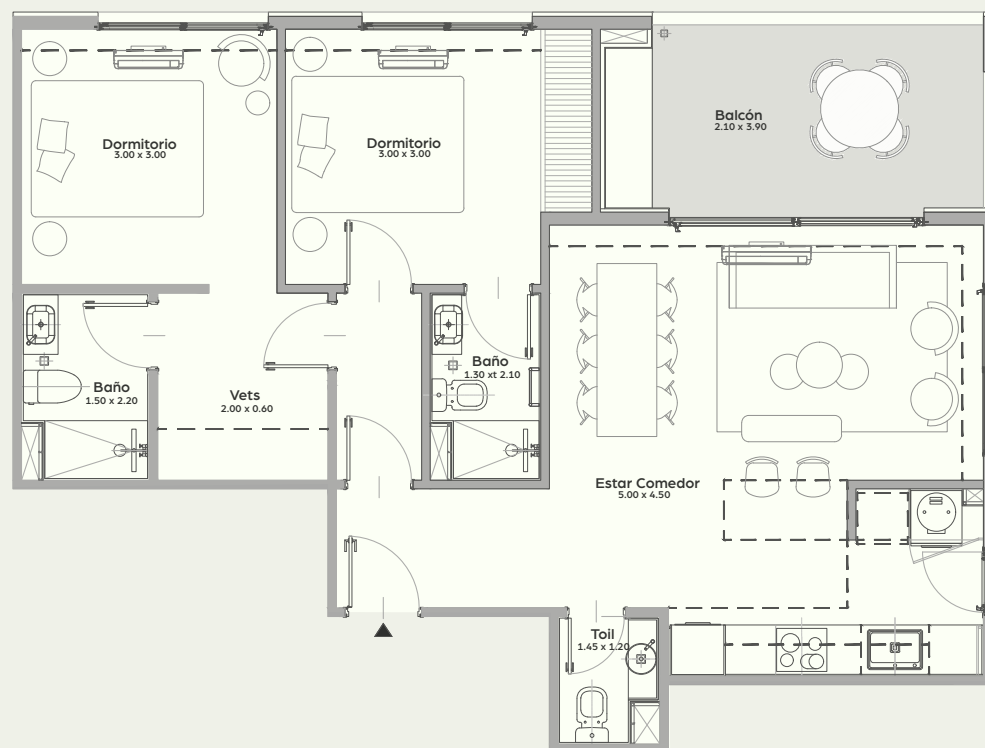 Dormitorio
3.00 x 3.00
Dormitorio
3.00 x 3.00
Balcón
2.10 x 3.90
Baño
1.50 x 2.20
Vets
2.00 x 0.60
Baño
1.30 xt 2.10
Estar Comedor
5.00 x 4.50
Toil
1.45 x 1.20